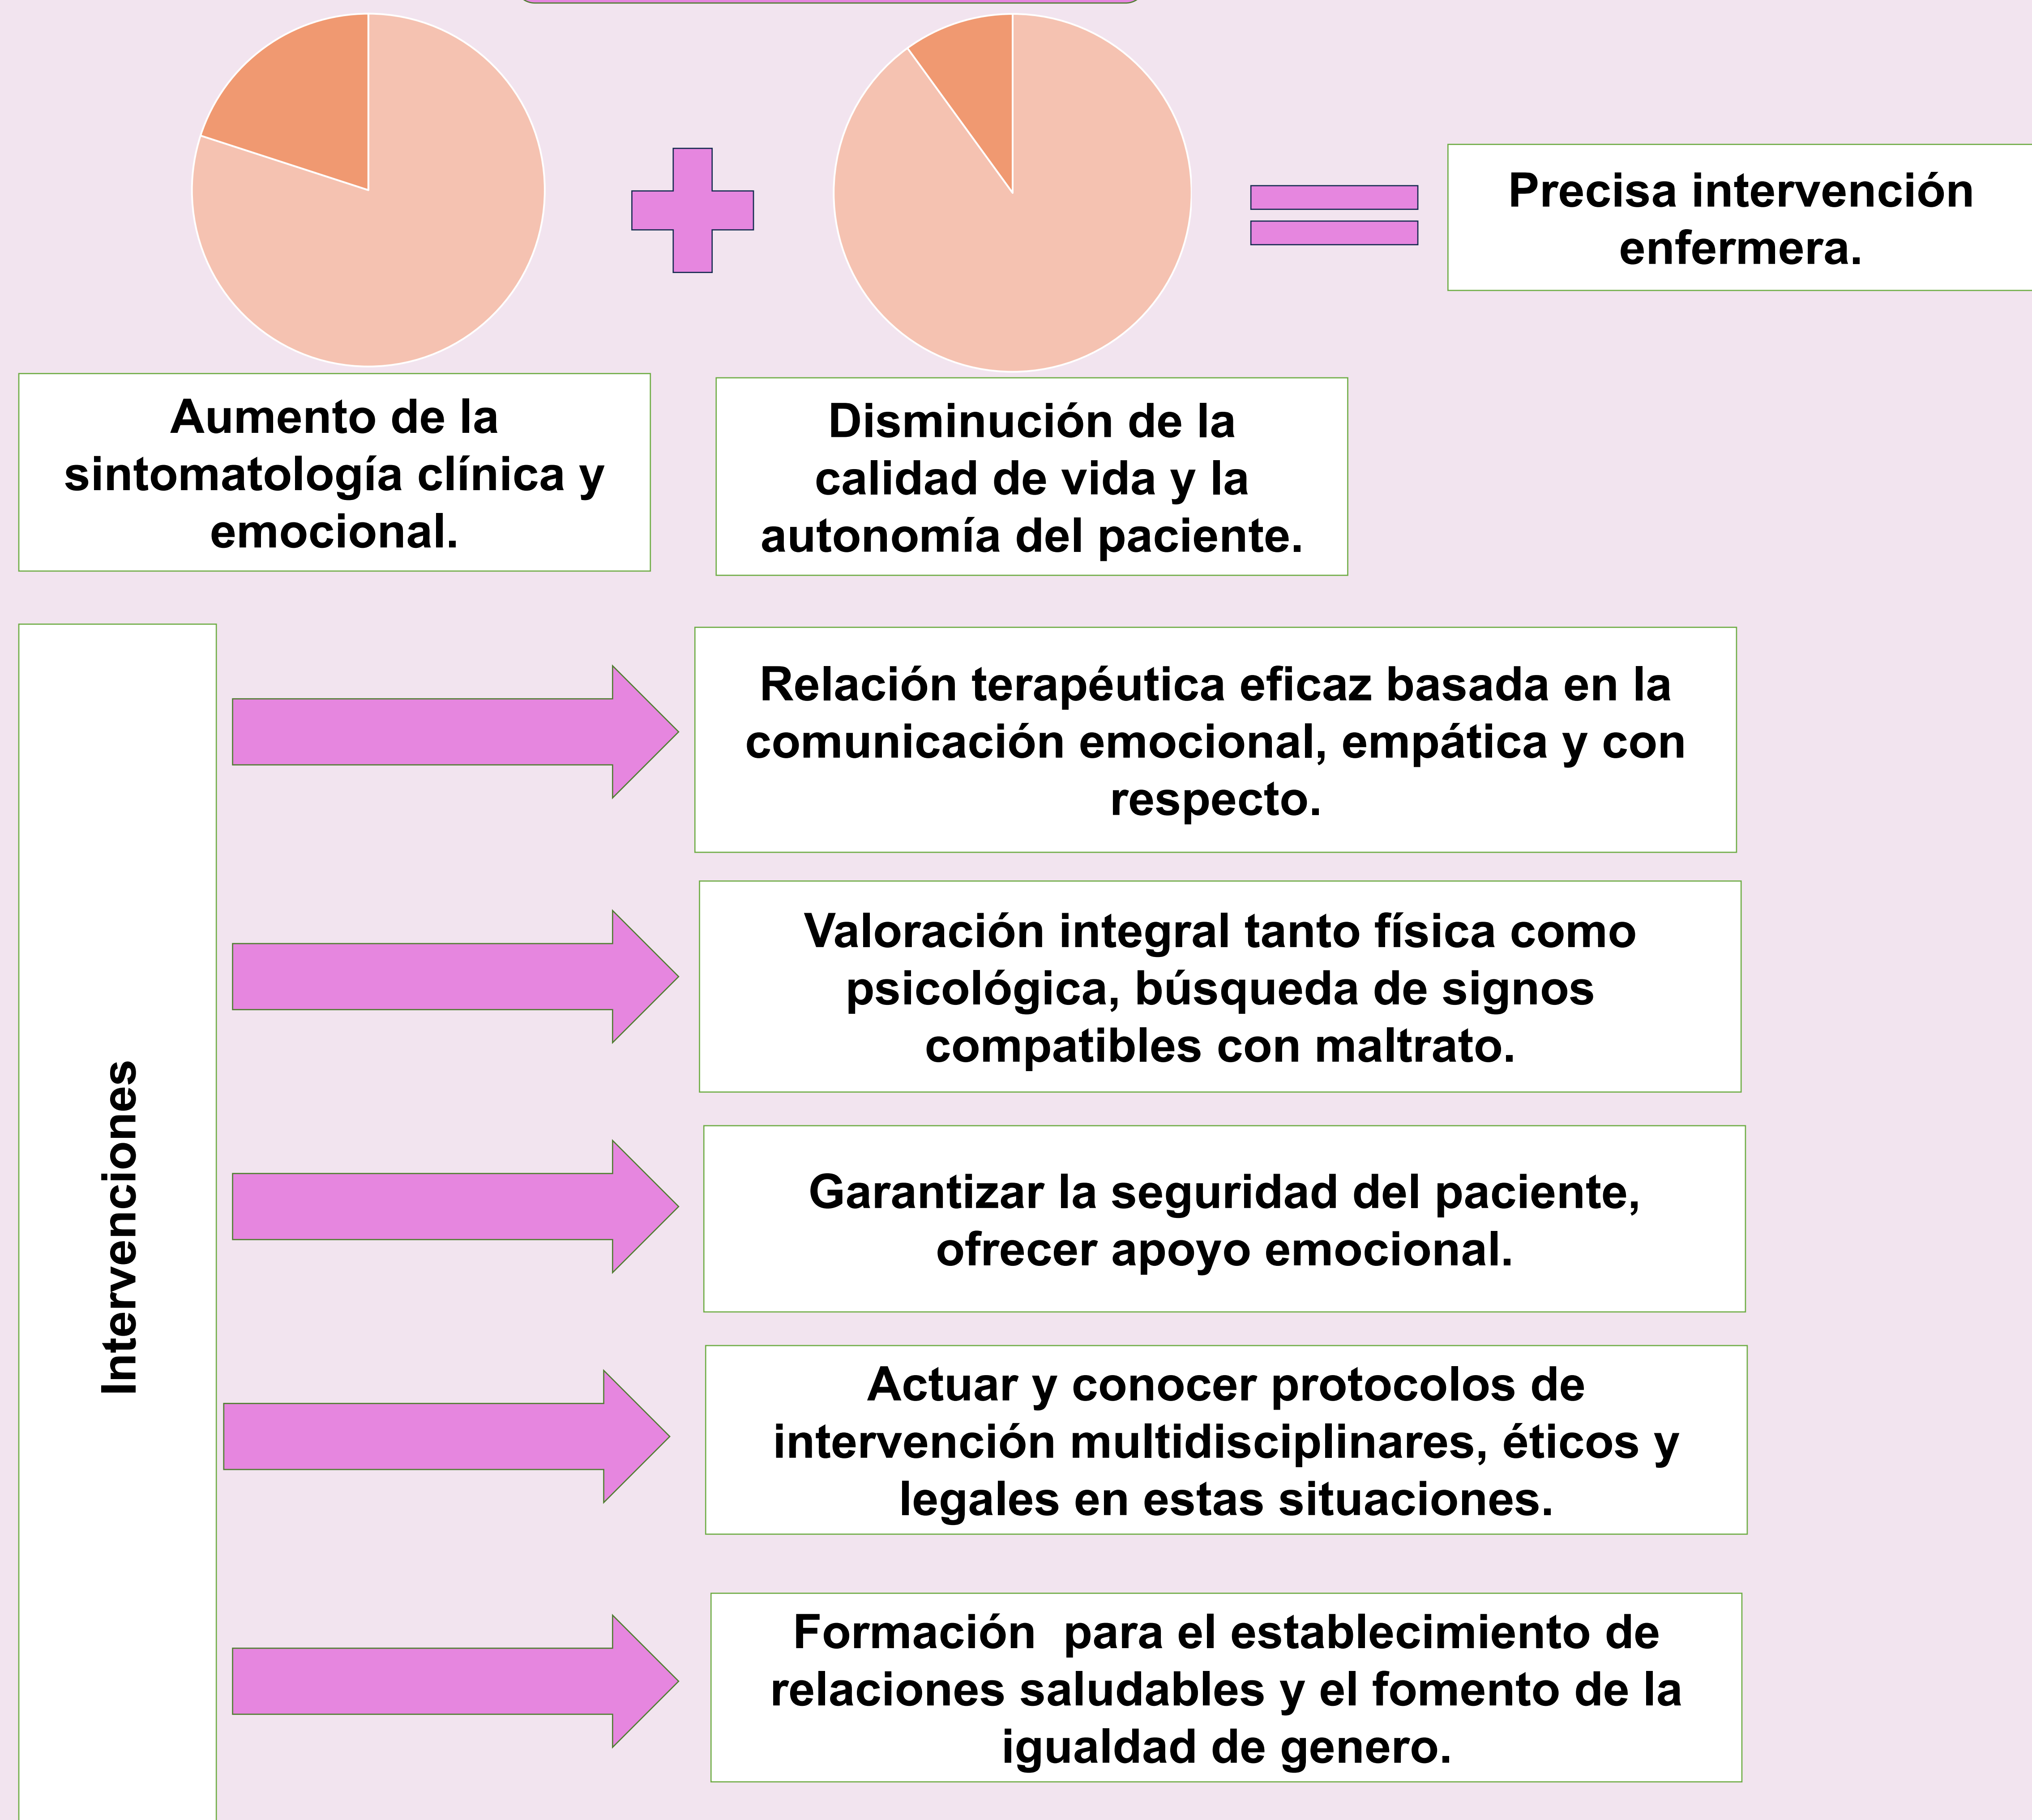 Precisa intervención
enfermera.
Aumento de la
sintomatología clínica y
emocional.
Disminución de la
calidad de vida y la
autonomía del paciente.
Intervenciones
Relación terapéutica eficaz basada en la
comunicación emocional, empática y con
respecto.
Valoración integral tanto física como
psicológica, búsqueda de signos
compatibles con maltrato.
Garantizar la seguridad del paciente,
ofrecer apoyo emocional.
Actuar y conocer protocolos de
intervención multidisciplinares, éticos y
legales en estas situaciones.
Formación  para el establecimiento de
relaciones saludables y el fomento de la
igualdad de genero.